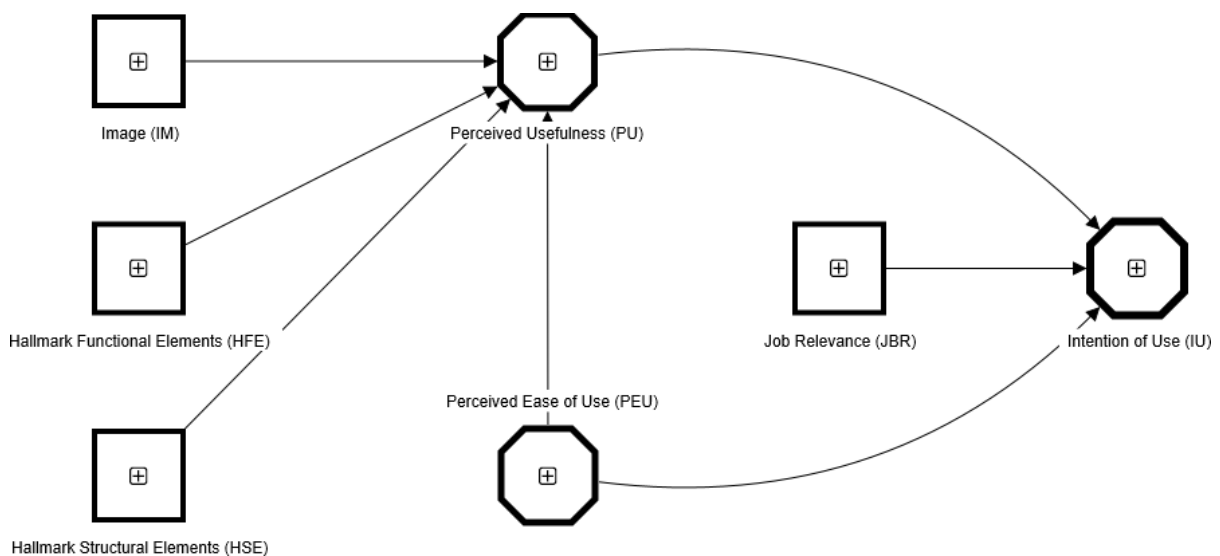 Image (IM)
Perceived Usefulness (PU)
Hallmark Functional Elements (HFE)
Job Relevance (JBR)
Intention of Use (IU)
Perceived Ease of Use (PEU)
Hallmark Structural Elements (HSE)